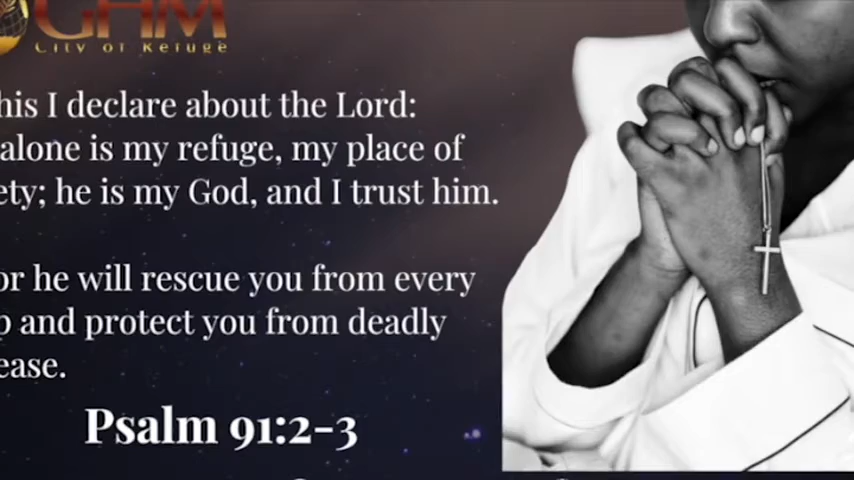 GHM
City of Refuge
his I declare about the Lord:
alone is my refuge, my place of
ety; he is my God, and I trust him.
or he will rescue you from every
p and protect you from deadly
ease.
Psalm 91:2-3